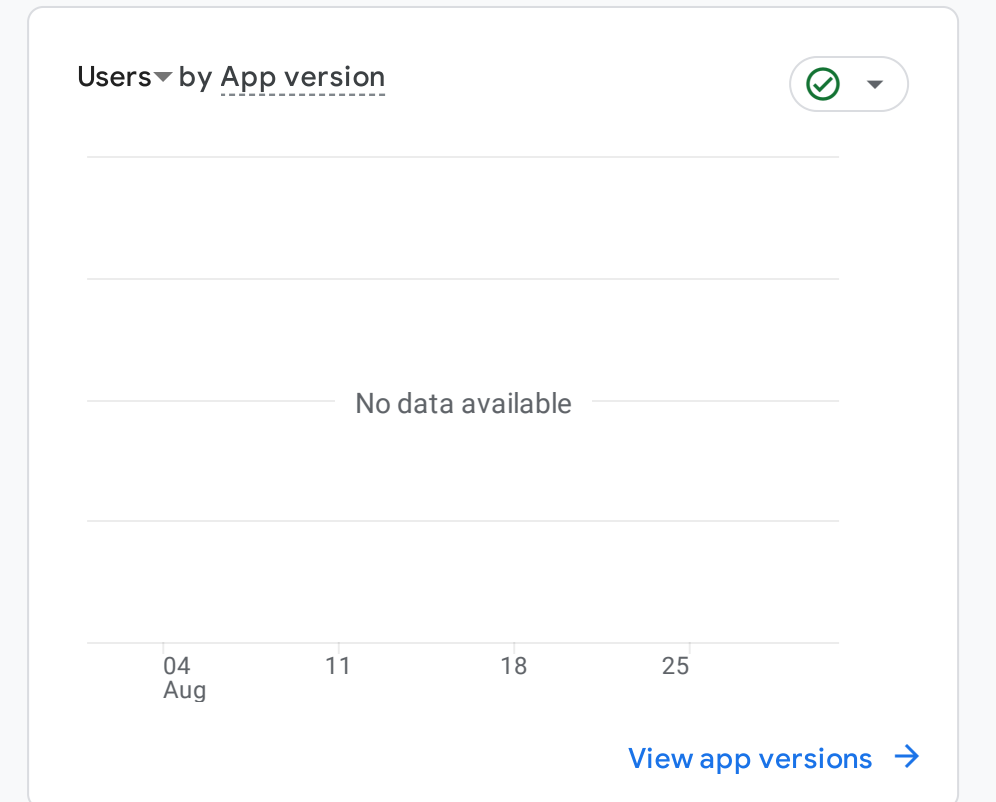 Users by App version
No data available
04 11 18 25
Aug
View app versions